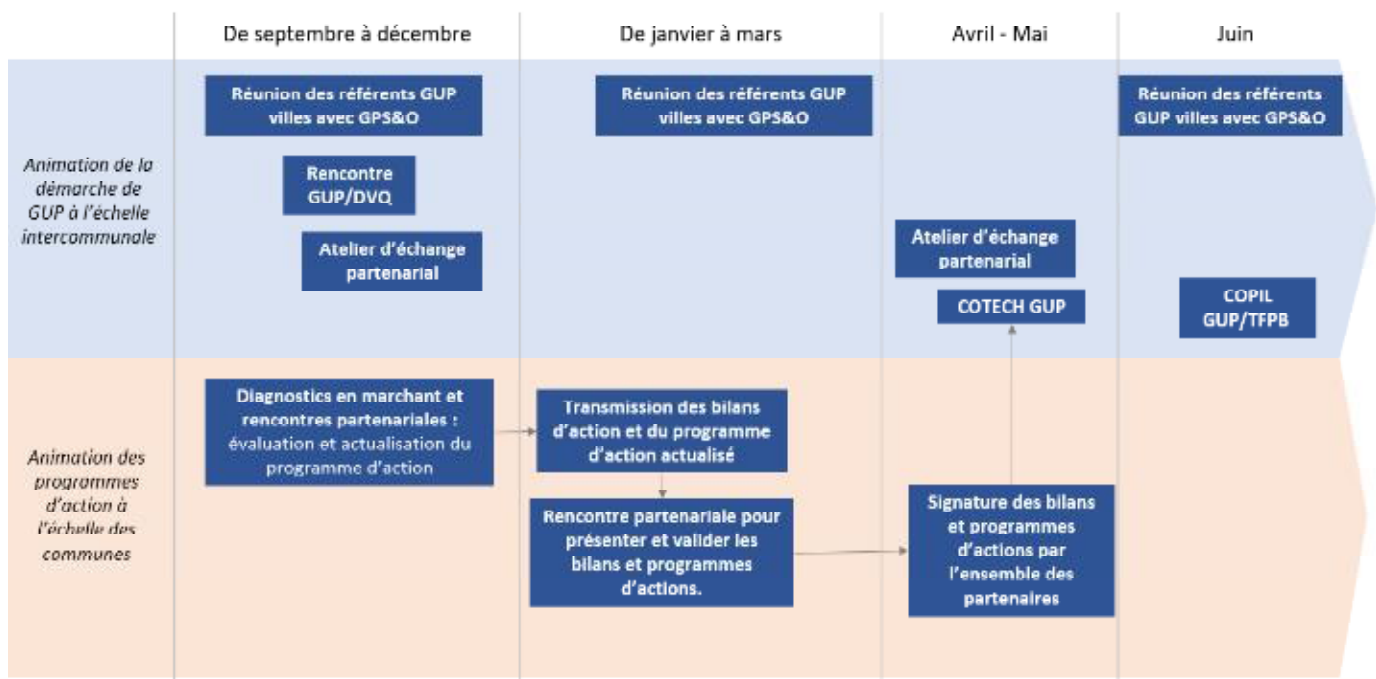 De septembre à décembre
De janvier à mars
Avril - Mai
Juin
Animation de la
démarche de
GUP à l'échelle
intercommunale
Réunion des référents GUP
villes avec GPS&O
Rencontre
GUP/DVQ
Atelier d'échange
partenarial
Réunion des référents GUP
villes avec GPS&O
Atelier d'échange
partenarial
COTECH GUP
Réunion des référents
GUP villes avec GPS&O
COPIL
GUP/TFPB
Animation des
programmes
d'action à
l'échelle des
communes
Diagnostics en marchant et
rencontres partenariales :
évaluation et actualisation du
programme d'action
Transmission des bilans
d'action et du programme
d'action actualisé
Rencontre partenariale pour
présenter et valider les
bilans et programmes
d'actions.
Signature des bilans
et programmes
d'actions par
l'ensemble des
partenaires